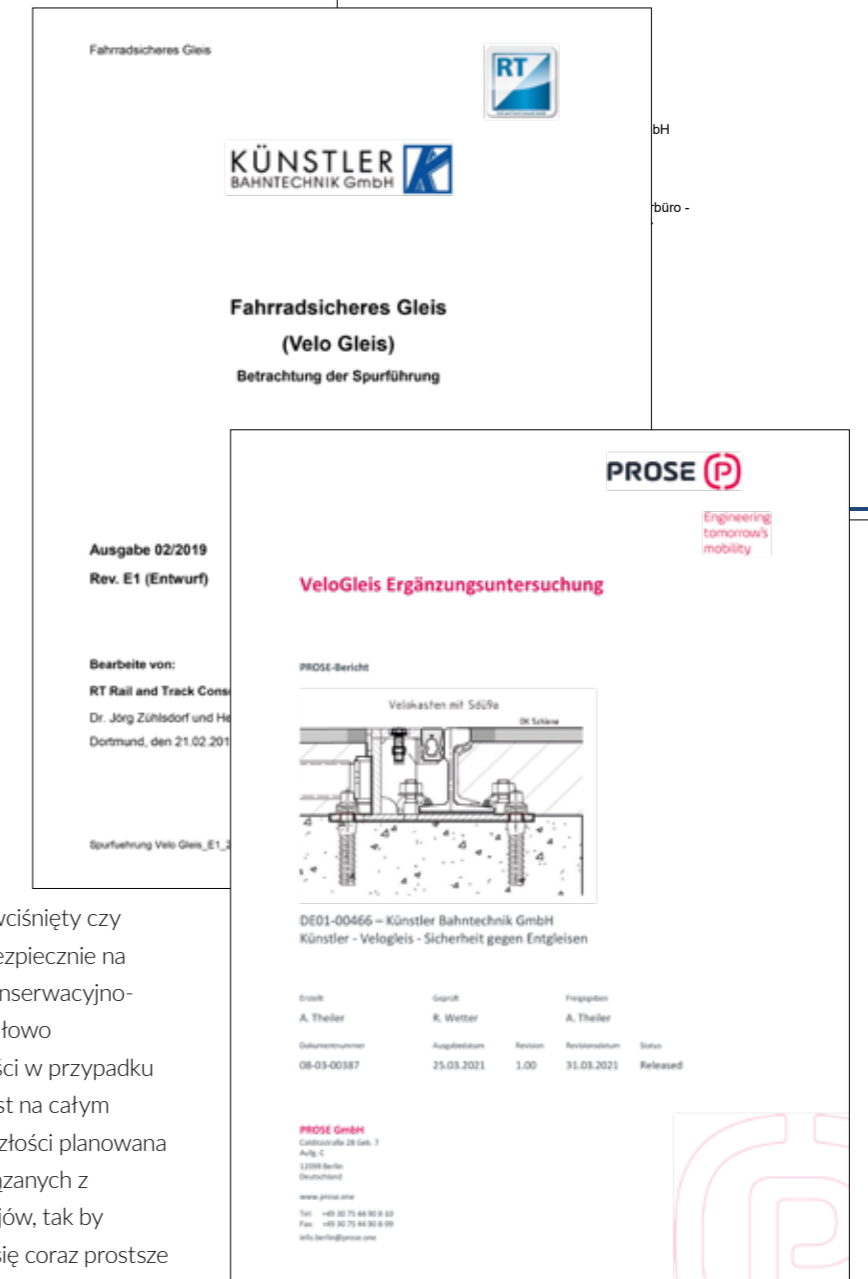 Fahrradsicheres Gleis
RT
KÜNSTLER
BAHNTECHNIK GmbH
bH
büro -
Fahrradsicheres Gleis
(Velo Gleis)
Betrachtung der Spurführung
Ausgabe 02/2019
Rev. E1 (Entwurf)
Bearbeite von:
RT Rail and Track Cons
Dr. Jörg Zühlsdorf und He
Dortmund, den 21.02.201
Spurfuehrung Velo Gleis_E1_2
PROSE
Engineering
tomorrow's
mobility
VeloGleis Ergänzungsuntersuchung
PROSE-Bericht
Velokasten mit Sdü9a
OK Schiene
DE01-00466 – Künstler Bahntechnik GmbH
Künstler - Velogleis - Sicherheit gegen Entgleisen
Erstellt Geprüft Freigegeben
A. Theiler R. Wetter A. Theiler
Dokumentnummer Ausgabedatum Revision Revisionsdatum Status
08-03-00387 25.03.2021 1.00 31.03.2021 Released
PROSE GmbH
28 Geb. 7
Aufg. C
12099 Berlin
Deutschland
www.prose.one
Tel: +49 30 75 44 90 8-10
Fax: +49 30 75 44 90 8-99
info.berlin@prose.one
wciśnięty czy
ezpiecznie na
nserwacyjno-
łowo
ści w przypadku
st na całym
złości planowana
ązanych z
jów, tak by
się coraz prostsze